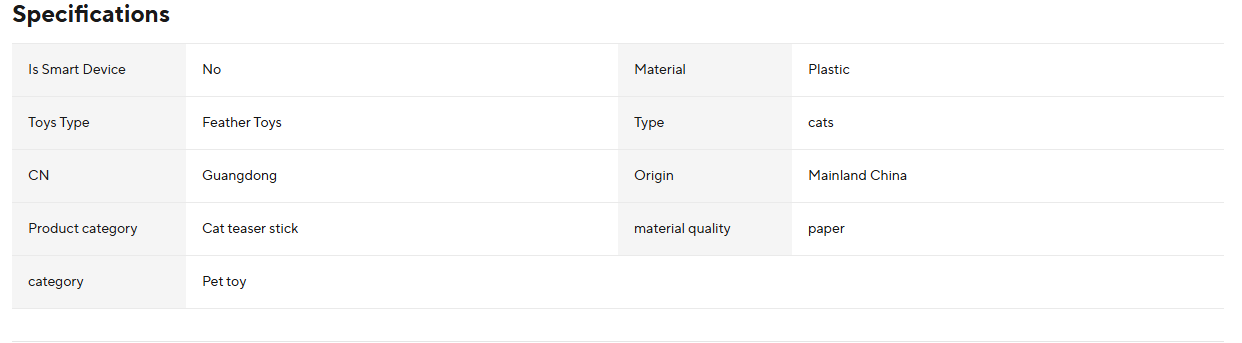 Specifications
Is Smart Device No Material Plastic
Toys Type Feather Toys Type cats
CN Guangdong Origin Mainland China
Product category Cat teaser stick material quality paper
category Pet toy